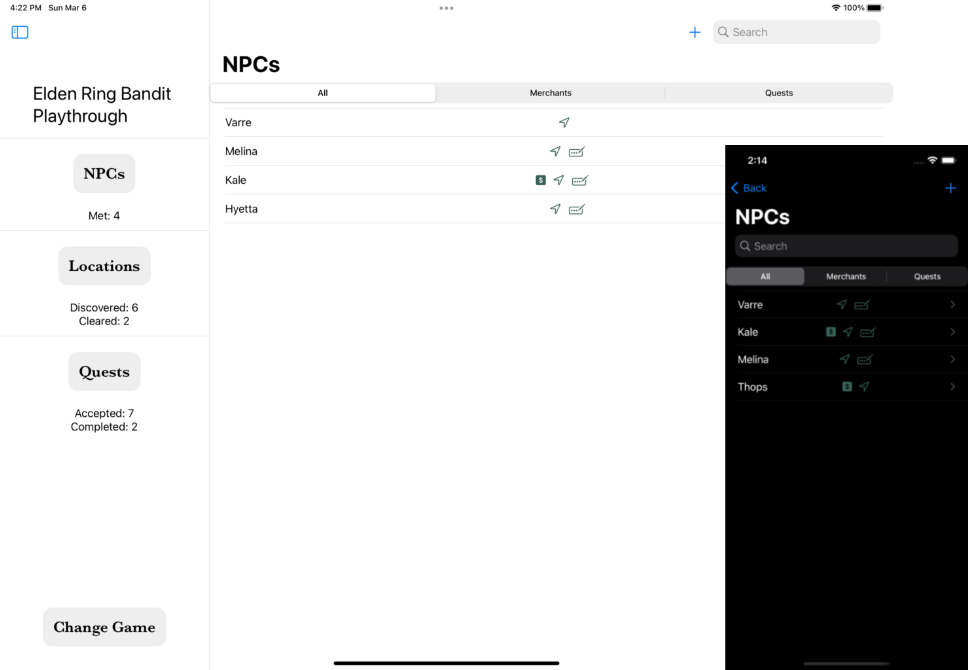 4:22 PM Sun Mar 6
100%
Search
NPCs
All Merchants Quests
Elden Ring Bandit
Playthrough
NPCs
Met: 4
Locations
Discovered: 6
Cleared: 2
Quests
Accepted: 7
Completed: 2
Change Game
Varre
Melina
Kale
$
Hyetta
2:14
Back
NPCs
Search
All Merchants Quests
Varre
Kale
$
Melina
Thops
$